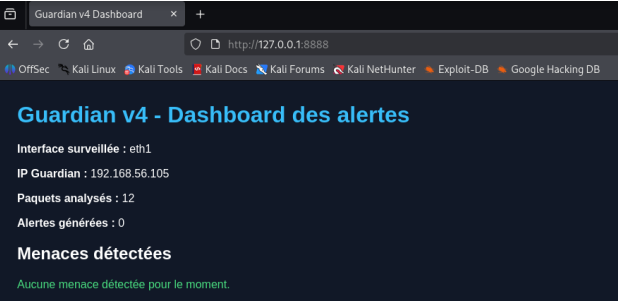 Guardian v4 Dashboard
http://127.0.0.1:8888
OffSec Kali Linux Kali Tools Kali Docs Kali Forums Kali NetHunter Exploit-DB Google Hacking DB
Guardian v4 - Dashboard des alertes
Interface surveillée : eth1
IP Guardian : 192.168.56.105
Paquets analysés : 12
Alertes générées : 0
Menaces détectées
Aucune menace détectée pour le moment.